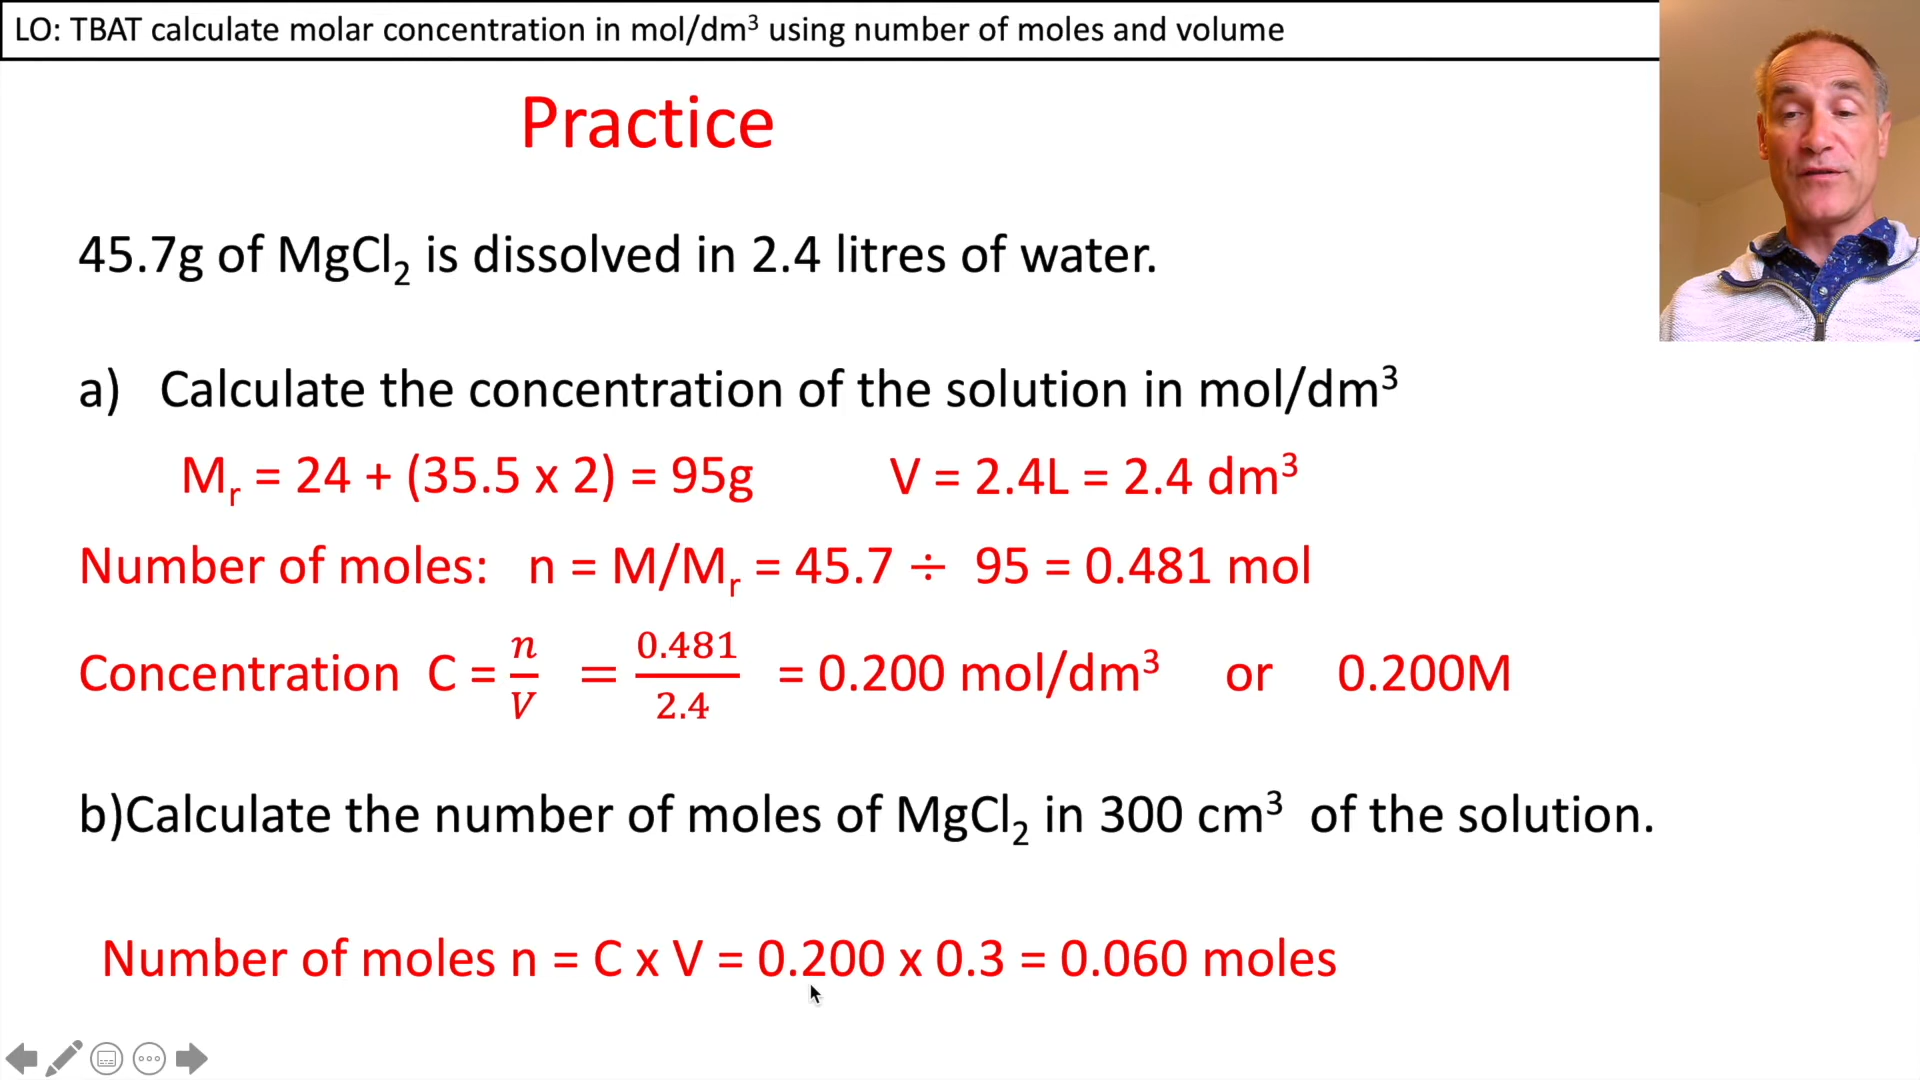 LO: TBAT calculate molar concentration in mol/dm³ using number of moles and volume
Practice
45.7g of MgCl₂ is dissolved in 2.4 litres of water.
a) Calculate the concentration of the solution in mol/dm³
Mᵣ = 24 + (35.5 x 2) = 95g V = 2.4L = 2.4 dm³
Number of moles: n = M/Mᵣ = 45.7 ÷ 95 = 0.481 mol
Concentration C = n/V = 0.481/2.4 = 0.200 mol/dm³ or 0.200M
b)Calculate the number of moles of MgCl₂ in 300 cm³ of the solution.
Number of moles n = C x V = 0.200 x 0.3 = 0.060 moles